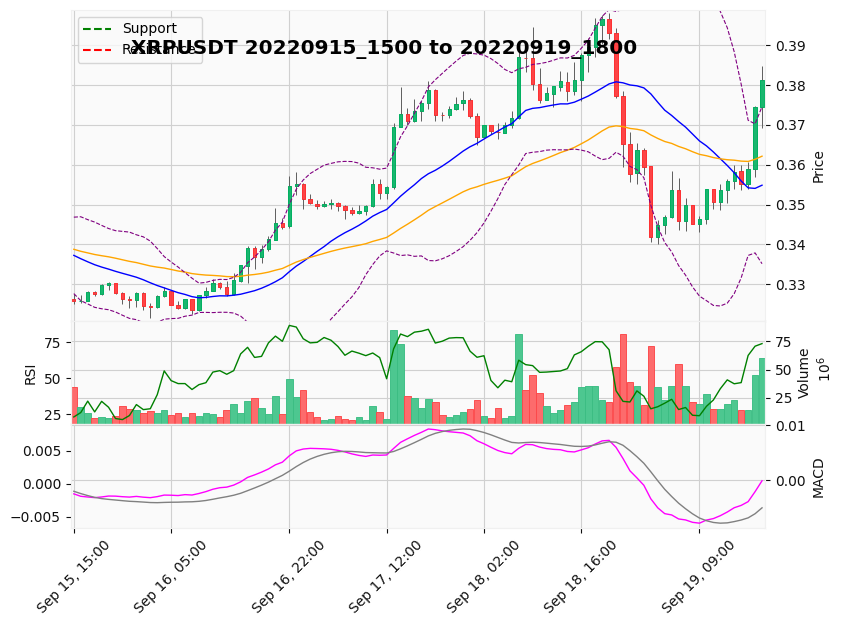 XRPUSDT 20220915_1500 to 20220919_1800
Support
Resistance
0.39
0.38
0.37
0.36
0.35
0.34
0.33
Price
75
50
25
RSI
75
50
25
Volume
10^6
0.005
0.000
−0.005
0.01
0.00
MACD
Sep 15, 15:00
Sep 16, 05:00
Sep 16, 22:00
Sep 17, 12:00
Sep 18, 02:00
Sep 18, 16:00
Sep 19, 09:00